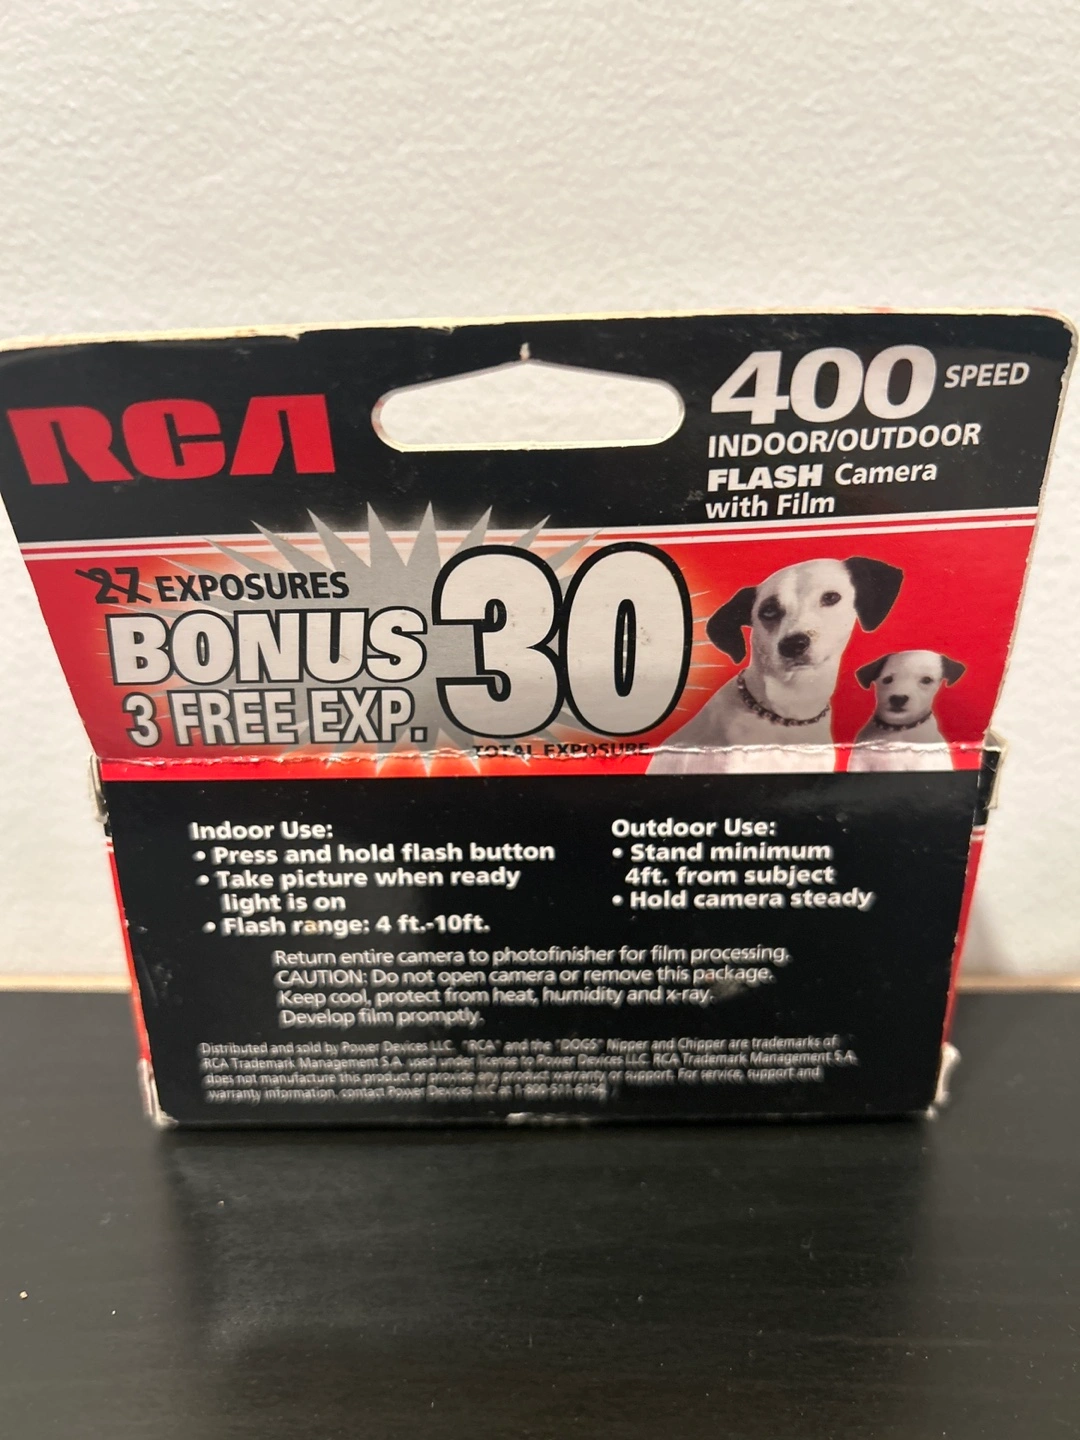 RCA
400 SPEED
INDOOR/OUTDOOR
FLASH Camera
with Film
27 EXPOSURES
BONUS
3 FREE EXP.
30
TOTAL EXPOSURE
Indoor Use:
• Press and hold flash button
• Take picture when ready
light is on
• Flash range: 4 ft.-10ft.
Outdoor Use:
• Stand minimum
4ft. from subject
• Hold camera steady
Return entire camera to photofinisher for film processing.
CAUTION: Do not open camera or remove this package.
Keep cool, protect from heat, humidity and x-ray.
Develop film promptly.
Distributed and sold by Power Devices LLC. "RCA" and the "DOGS" Nipper and Chipper are trademarks of
RCA Trademark Management S.A. used under license to Power Devices LLC. RCA Trademark Management S.A.
does not manufacture this product or provide any product warranty or support. For service, support and
warranty information, contact Power Devices LLC at 1-800-511-6154.